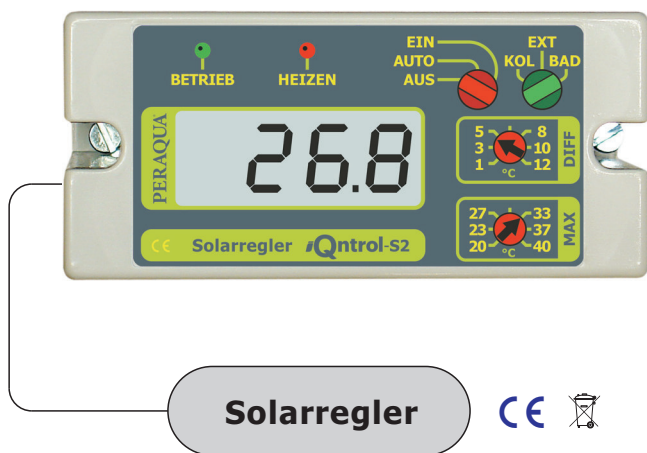 EIN
AUTO
AUS
EXT
KOL BAD
BETRIEB
HEIZEN
PERAQUA
26.8
5 8
3 10
1 12
°C
DIFF
27 33
23 37
20 40
°C
MAX
CE Solarregler iQntrol-S2
Solarregler
CE